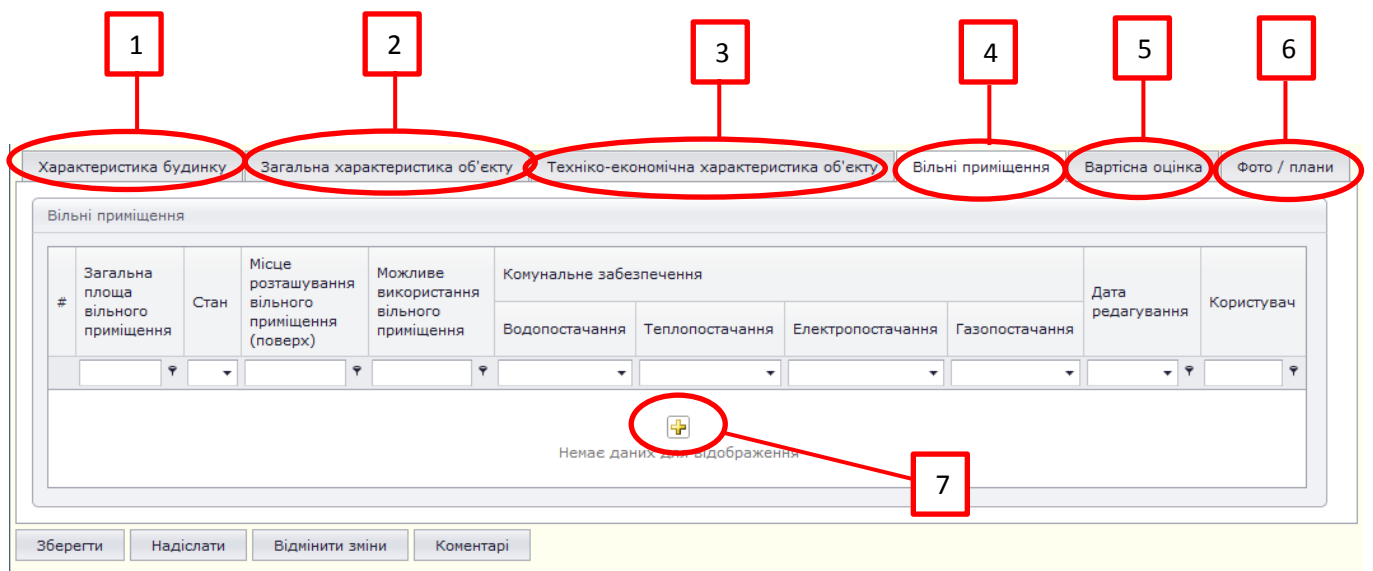 1 2 3 4 5 6
Характеристика будинку Загальна характеристика об'єкту Техніко-економічна характеристика об'єкту Вільні приміщення Вартісна оцінка Фото / плани
Вільні приміщення
#
Загальна
площа
вільного
приміщення
Стан
Місце
розташування
вільного
приміщення
(поверх)
Можливе
використання
вільного
приміщення
Комунальне забезпечення
Водопостачання Теплопостачання Електропостачання Газопостачання
Дата
редагування
Користувач
Немає даних для відображення
7
Зберегти Надіслати Відмінити зміни Коментарі